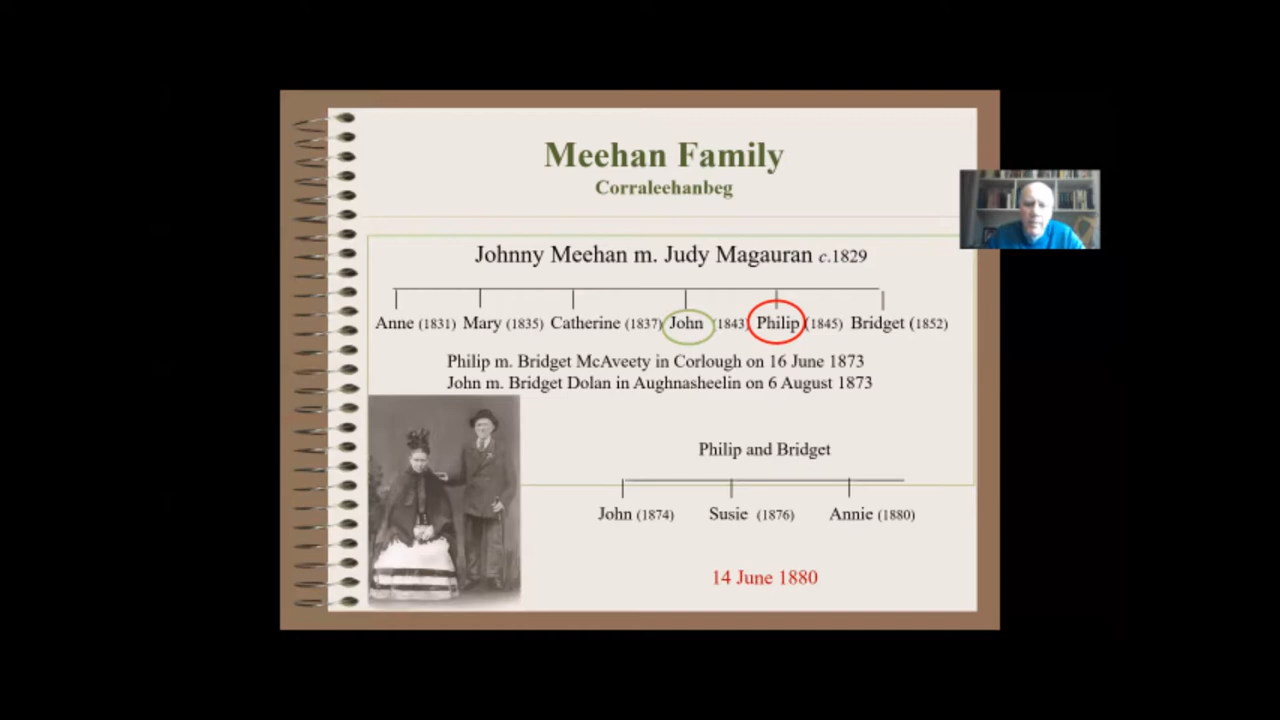 Meehan Family
Corraleehanbeg
Johnny Meehan m. Judy Magauran c.1829
Anne (1831) Mary (1835) Catherine (1837) John (1843) Philip (1845) Bridget (1852)
Philip m. Bridget McAveety in Corlough on 16 June 1873
John m. Bridget Dolan in Aughnasheelin on 6 August 1873
Philip and Bridget
John (1874) Susie (1876) Annie (1880)
14 June 1880